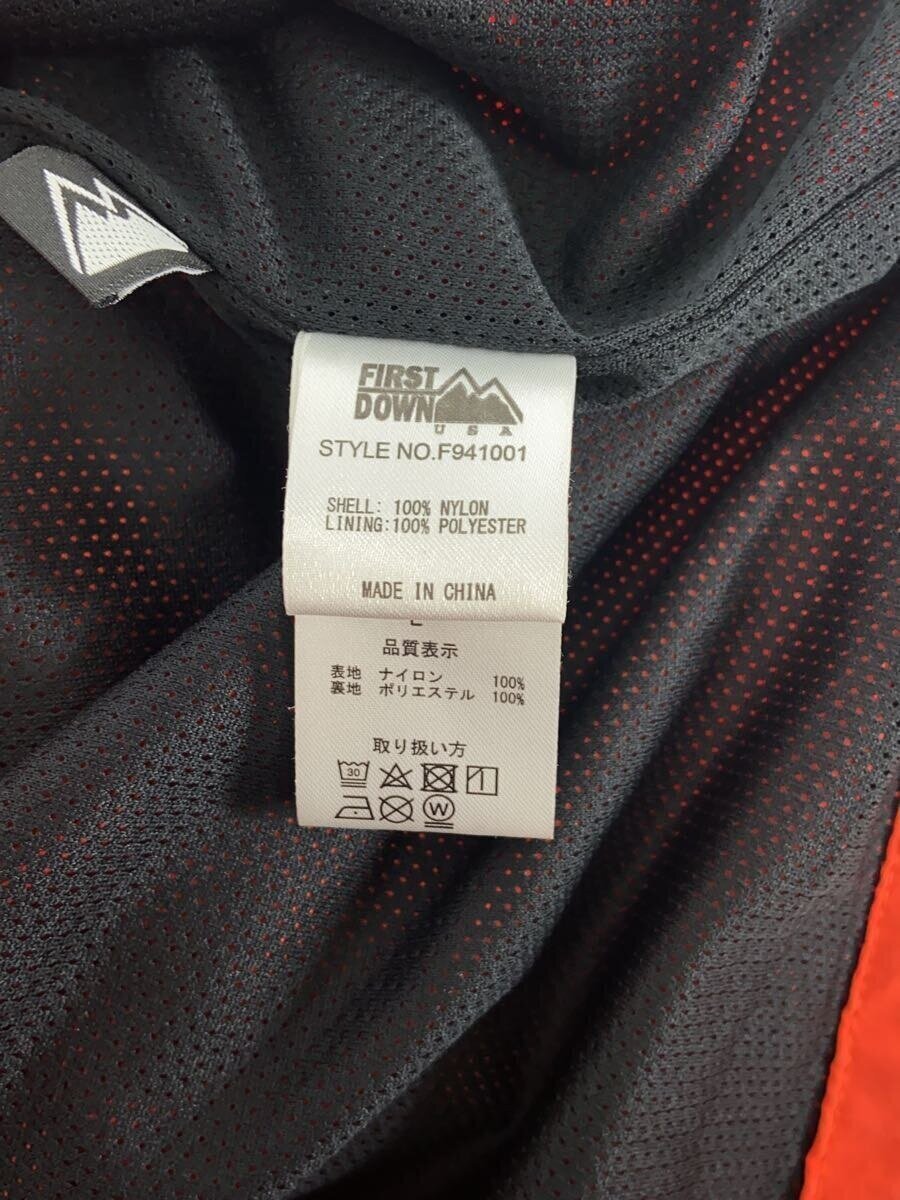 FIRST
DOWN
USA
STYLE NO.F941001
SHELL: 100% NYLON
LINING:100% POLYESTER
MADE IN CHINA
L
品質表示
表地 ナイロン 100%
裏地 ポリエステル 100%
取り扱い方
30
W